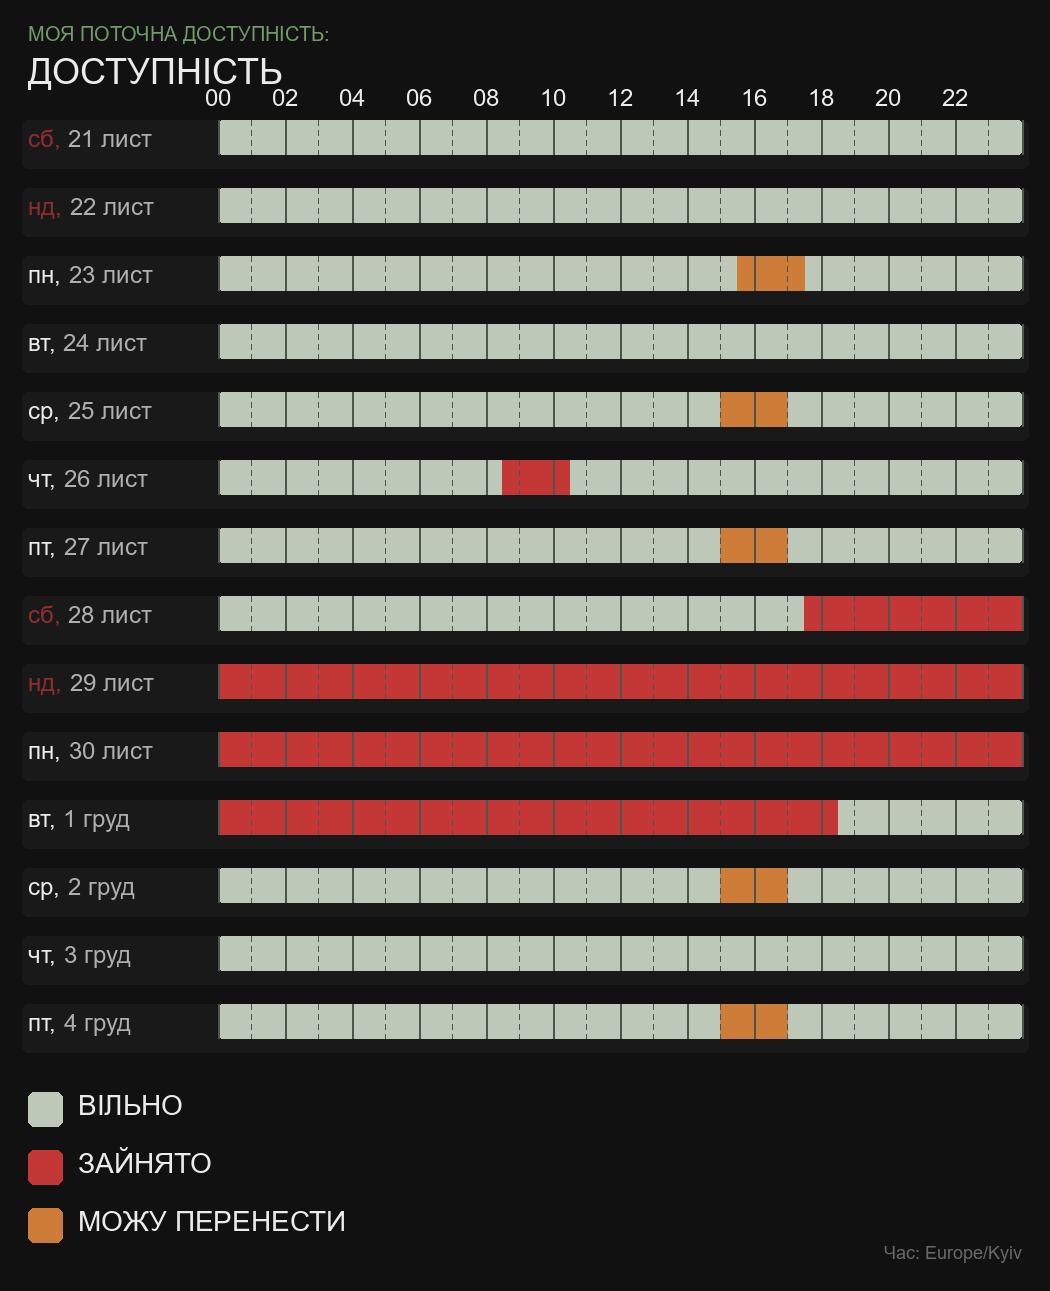 МОЯ ПОТОЧНА ДОСТУПНІСТЬ:
ДОСТУПНІСТЬ
00 02 04 06 08 10 12 14 16 18 20 22
сб, 21 лист
нд, 22 лист
пн, 23 лист
вт, 24 лист
ср, 25 лист
чт, 26 лист
пт, 27 лист
сб, 28 лист
нд, 29 лист
пн, 30 лист
вт, 1 груд
ср, 2 груд
чт, 3 груд
пт, 4 груд
ВІЛЬНО
ЗАЙНЯТО
МОЖУ ПЕРЕНЕСТИ
Час: Europe/Kyiv